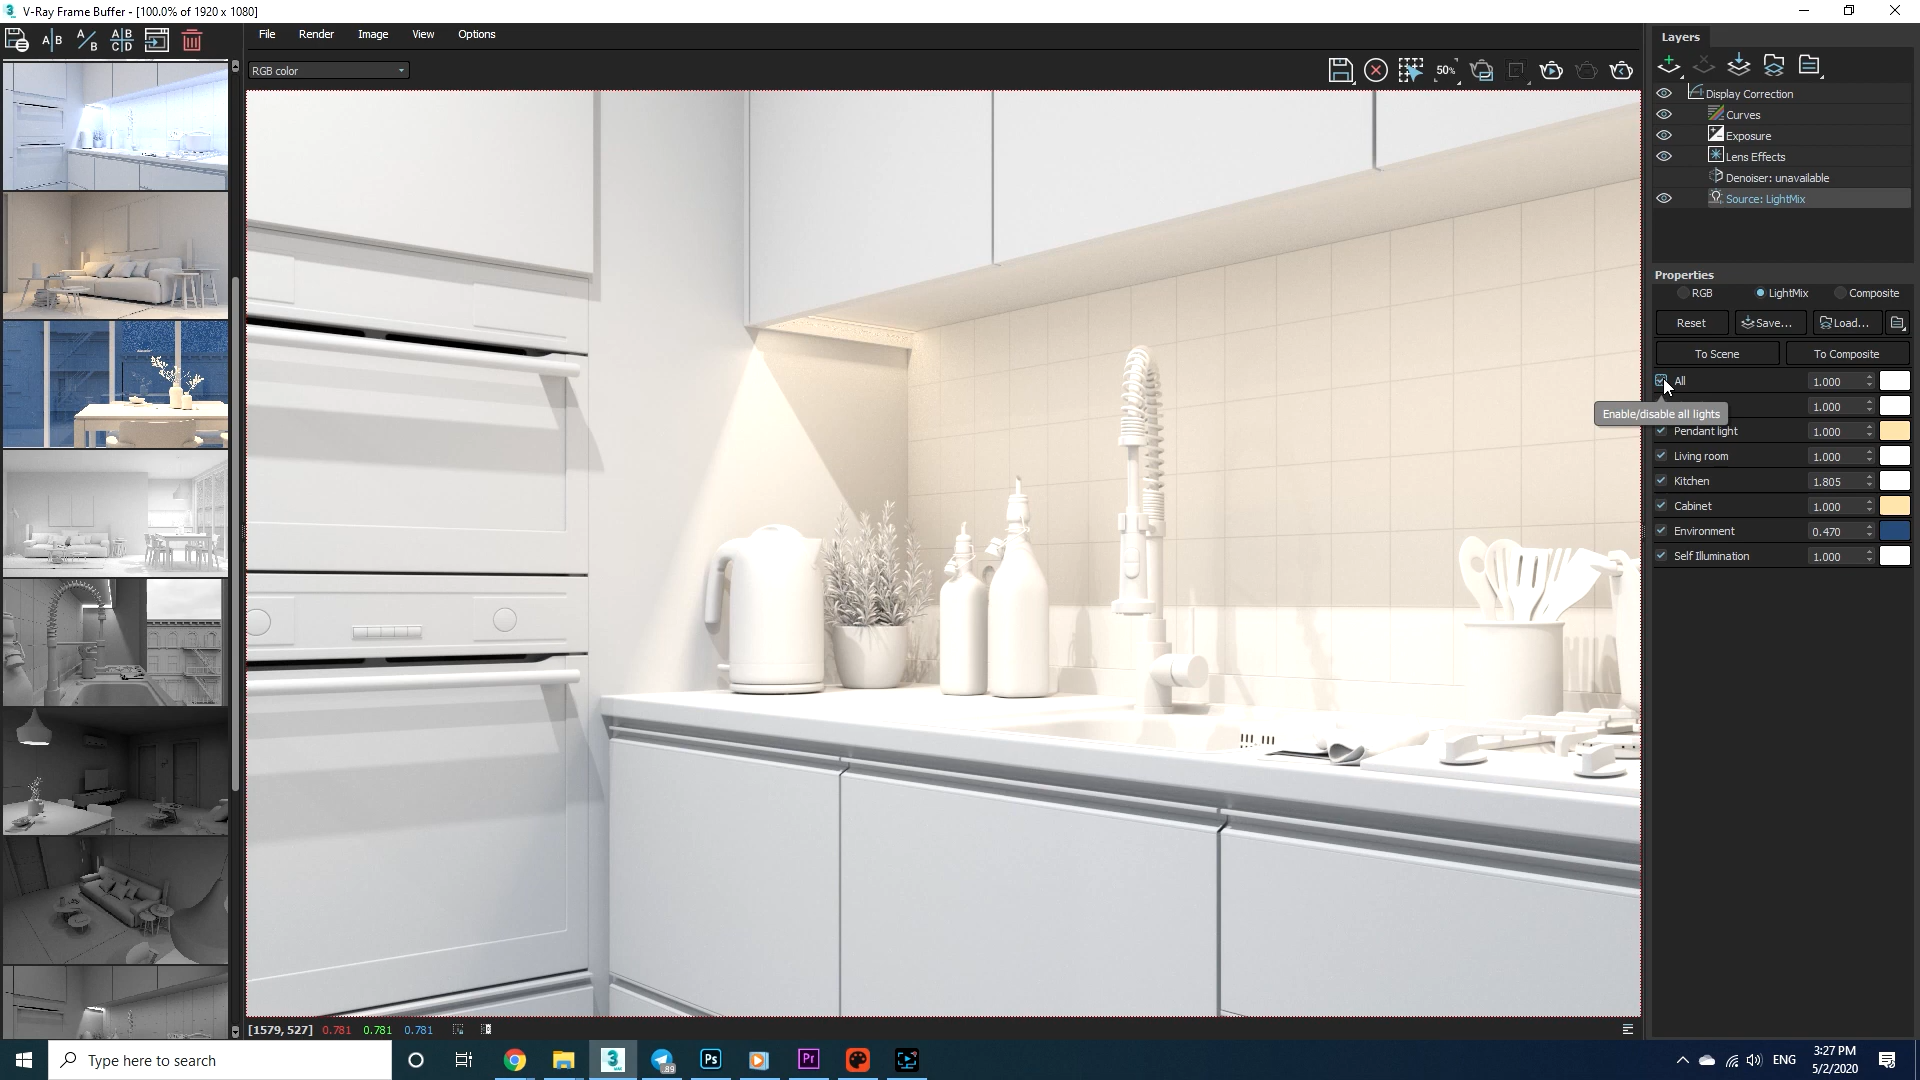 V-Ray Frame Buffer - [100.0% of 1920 x 1080]
File Render Image View Options
RGB color
50%
Layers
Display Correction
Curves
Exposure
Lens Effects
Denoiser: unavailable
Source: LightMix
Properties
RGB LightMix Composite
Reset Save... Load...
To Scene To Composite
All 1.000
Enable/disable all lights
1.000
Pendant light 1.000
Living room 1.000
Kitchen 1.805
Cabinet 1.000
Environment 0.470
Self Illumination 1.000
[1579, 527] 0.781 0.781 0.781
Type here to search
Ps
Pr
ENG
3:27 PM
5/2/2020